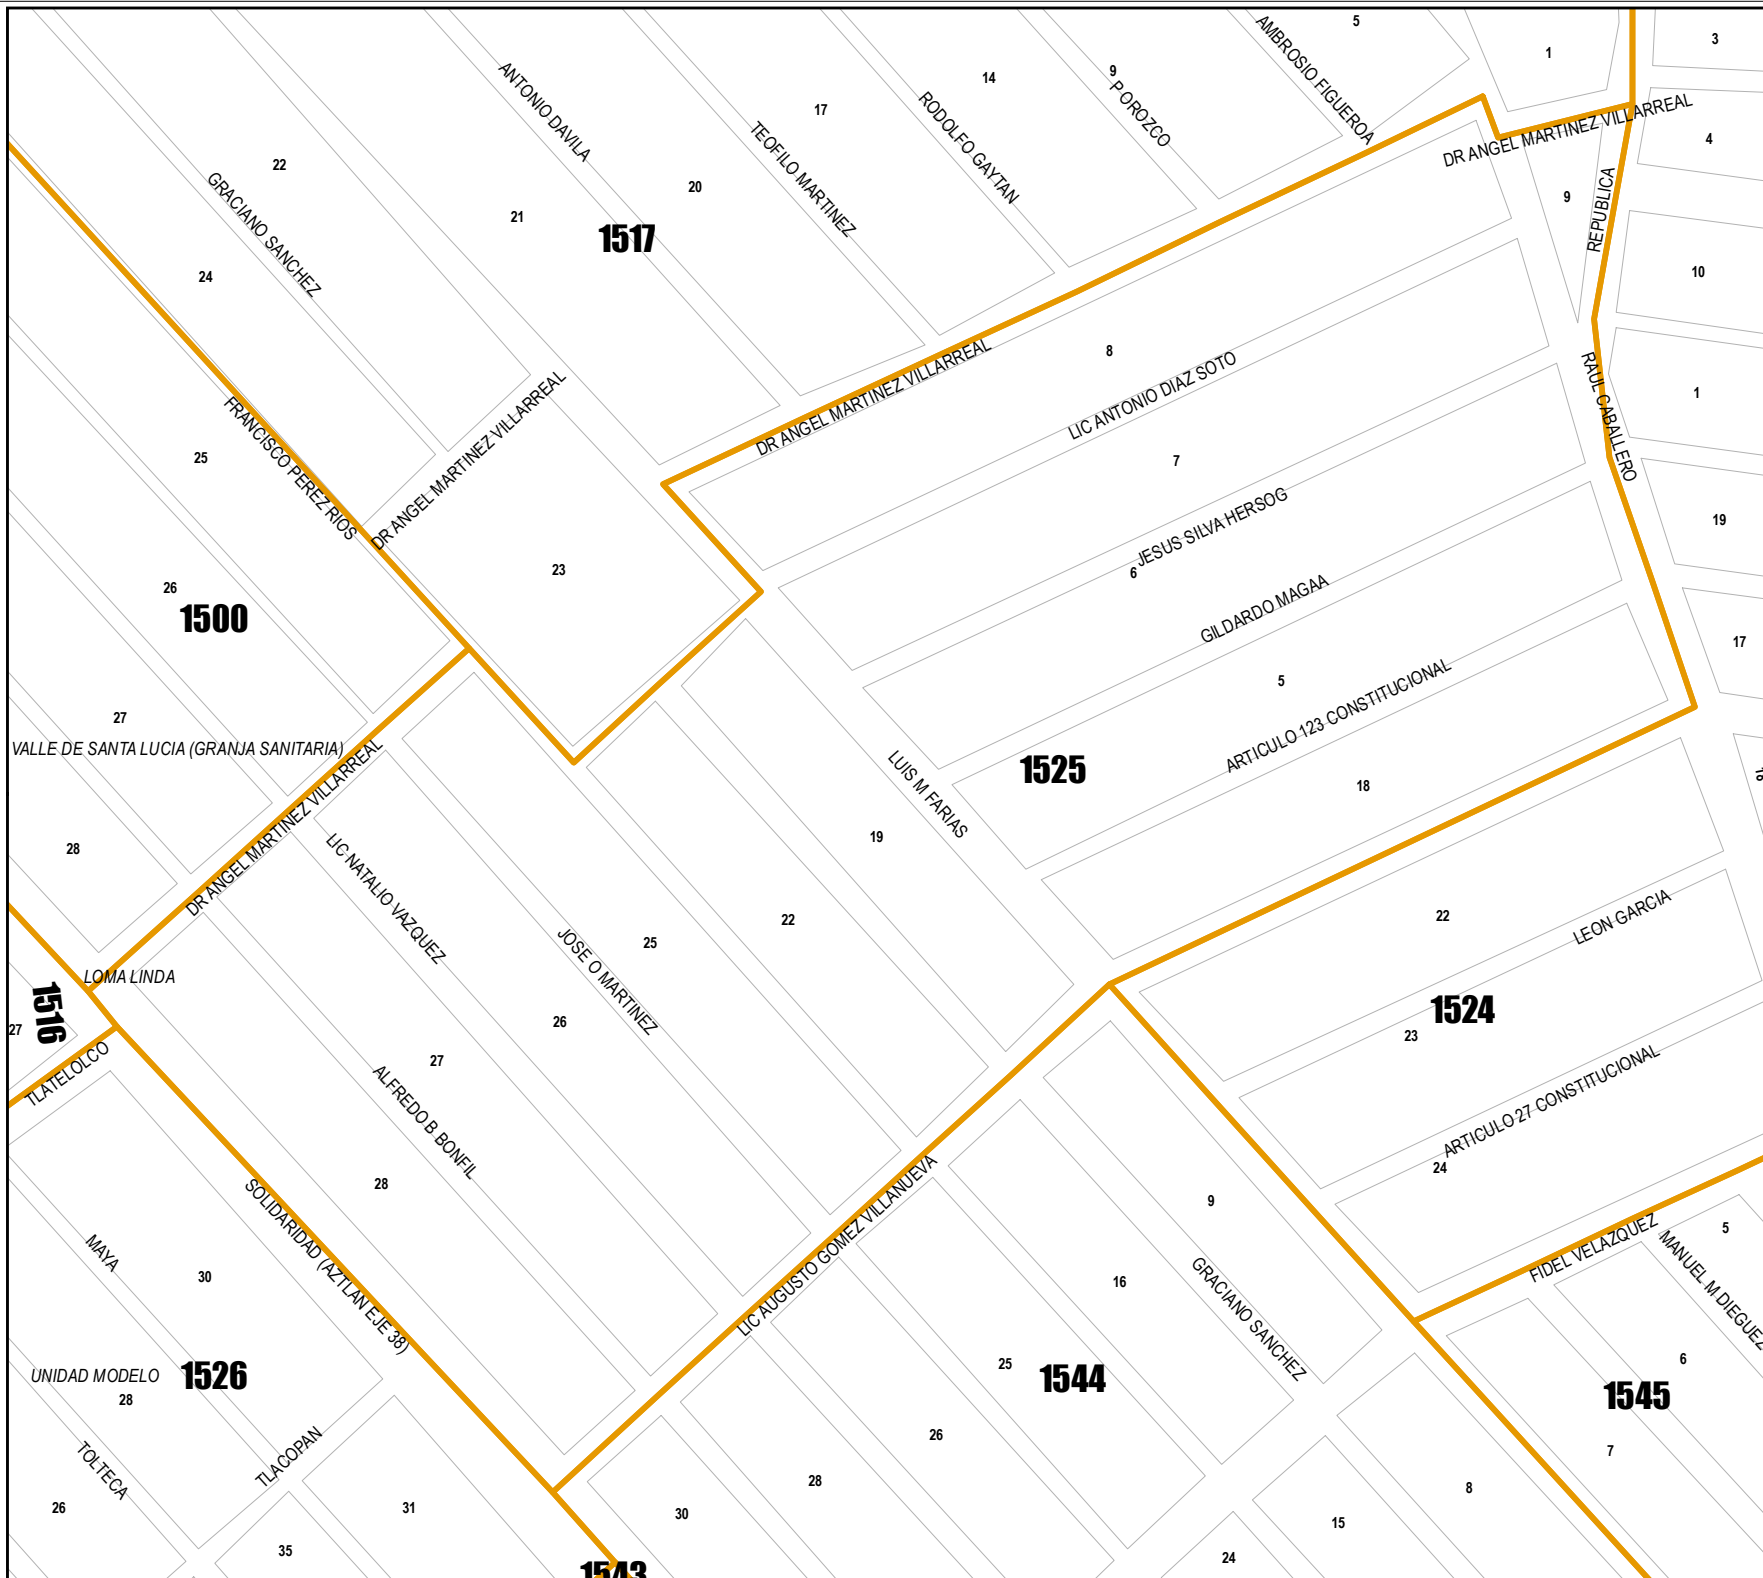 5
1
3
AMBROSIO FIGUEROA
ANTONIO DAVILA
17
14
9
P OROZCO
RODOLFO GAYTAN
TEOFILO MARTINEZ
DR ANGEL MARTINEZ VILLARREAL
4
22
GRACIANO SANCHEZ
20
21
1517
9
REPUBLICA
24
10
8
DR ANGEL MARTINEZ VILLARREAL
LIC ANTONIO DIAZ SOTO
RAUL CABALLERO
1
FRANCISCO PEREZ RIOS
DR ANGEL MARTINEZ VILLARREAL
25
7
JESUS SILVA HERSOG
19
23
6
26
1500
GILDARDO MAGAA
17
5
ARTICULO 123 CONSTITUCIONAL
27
VALLE DE SANTA LUCIA (GRANJA SANITARIA)
DR ANGEL MARTINEZ VILLARREAL
LUIS M FARIAS
1525
18
18
28
LIC NATALIO VAZQUEZ
19
22
25
JOSE O MARTINEZ
22
LEON GARCIA
LOMA LINDA
1516
27
TLATELOLCO
26
27
1524
23
ALFREDO B BONFIL
ARTICULO 27 CONSTITUCIONAL
24
28
SOLIDARIDAD (AZTLAN EJE 38)
LIC AUGUSTO GOMEZ VILLANUEVA
9
MAYA
30
16
GRACIANO SANCHEZ
FIDEL VELAZQUEZ
MANUEL M DIEGUEZ
5
UNIDAD MODELO
1526
28
25
1544
6
1545
TOLTECA
TLACOPAN
26
7
26
31
28
30
8
15
35
24
1543